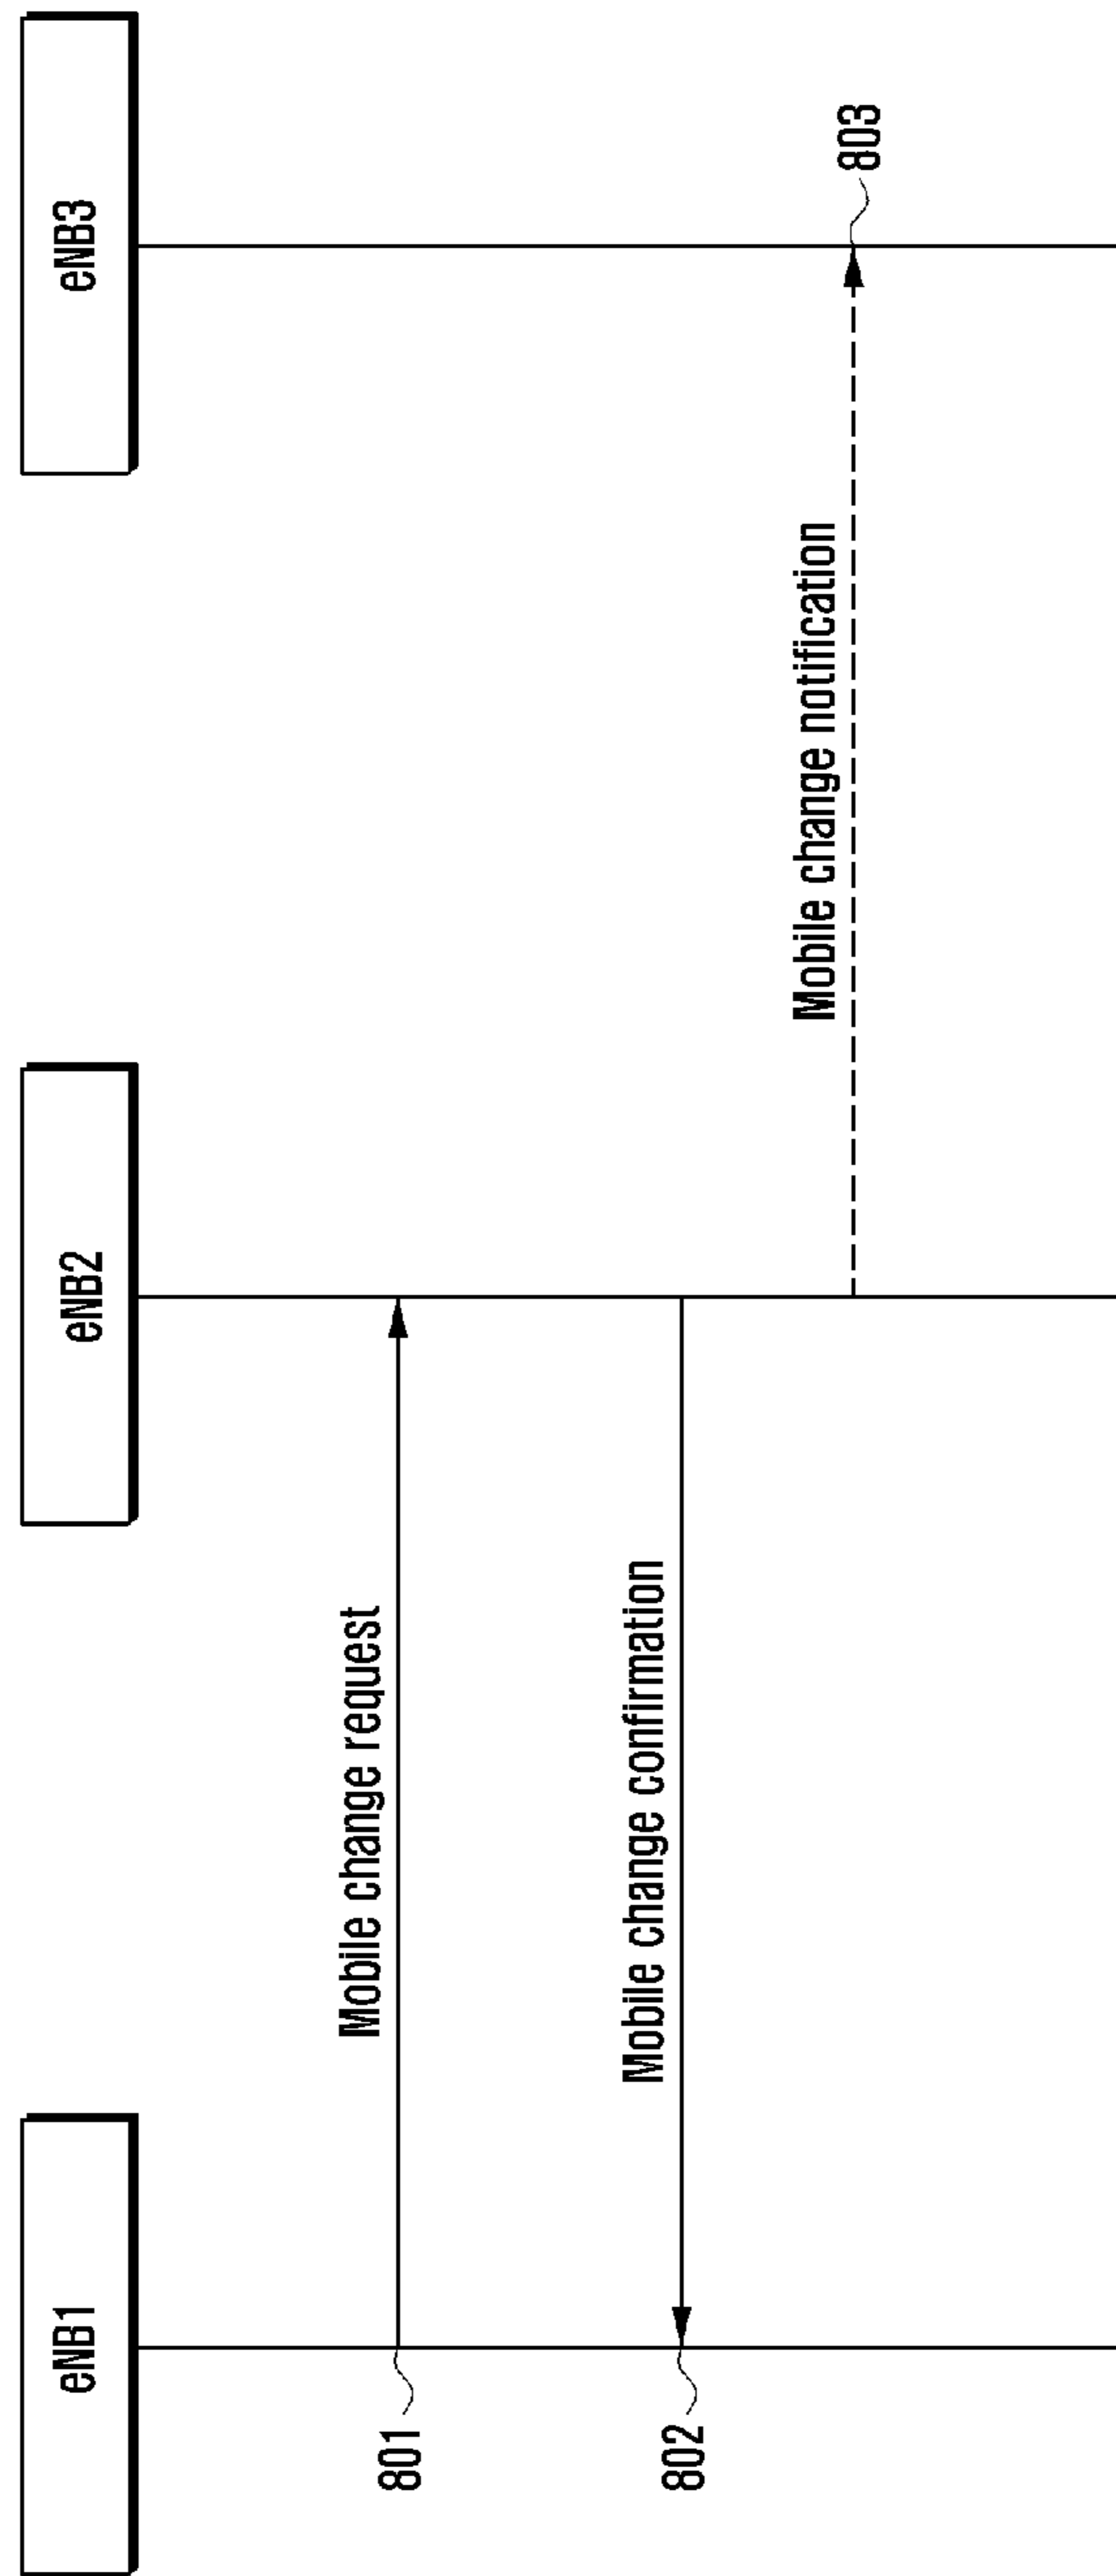 eNB1
eNB2
eNB3
Mobile change request
801
Mobile change confirmation
802
Mobile change notification
803